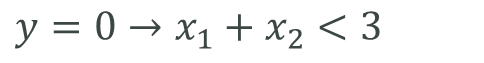 y = 0 → x₁ + x₂ < 3